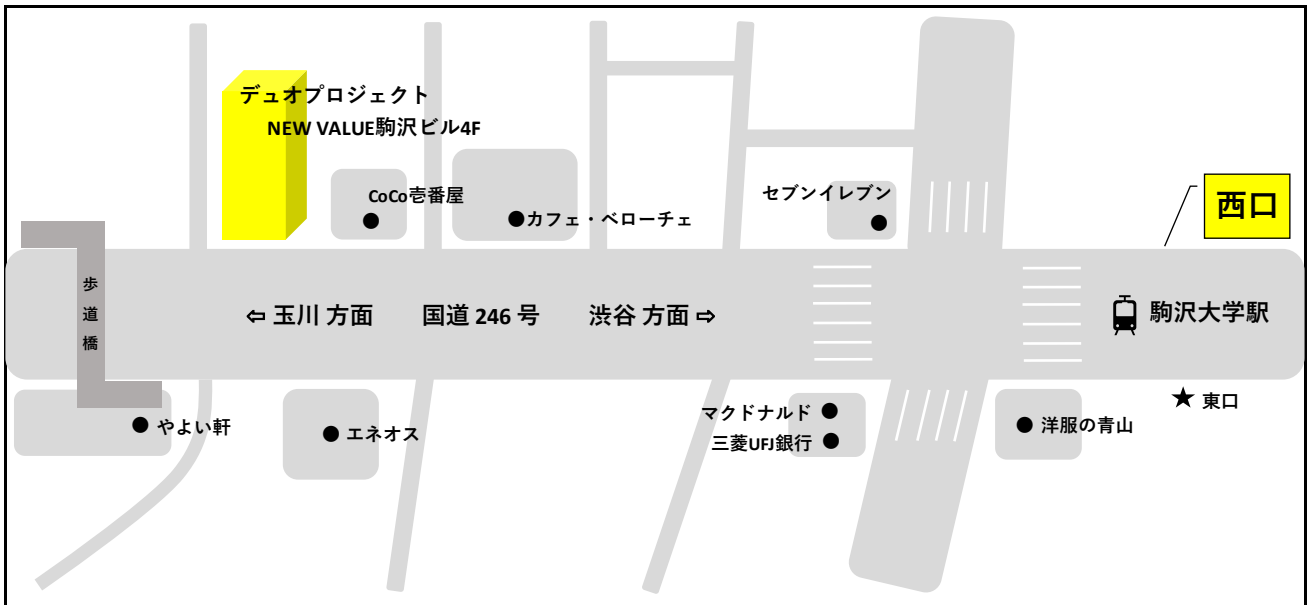 デュオプロジェクト
NEW VALUE駒沢ビル4F
CoCo壱番屋
カフェ・ベローチェ
セブンイレブン
西口
歩道橋
⇦ 玉川 方面
国道 246 号
渋谷 方面 ⇨
駒沢大学駅
やよい軒
エネオス
マクドナルド
三菱UFJ銀行
洋服の青山
★ 東口